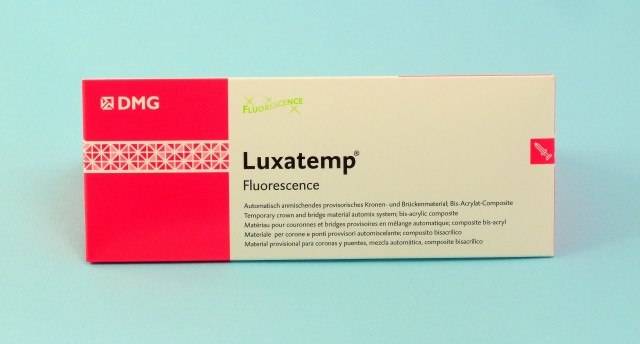 DMG
FLUORESCENCE
Luxatemp®
Fluorescence
Automatisch anmischendes provisorisches Kronen- und Brückenmaterial; Bis-Acrylat-Composite
Temporary crown and bridge material automix system; bis-acrylic composite
Matériau pour couronnes et bridges provisoires en mélange automatique; composite bis-acryl
Materiale per corone e ponti provvisori automiscelante; composito bisacrilico
Material provisional para coronas y puentes, mezcla automática, composite bisacrílico